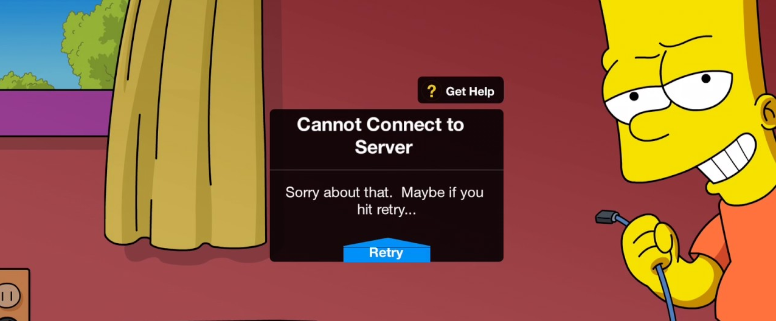 ? Get Help
Cannot Connect to
Server
Sorry about that. Maybe if you
hit retry...
Retry